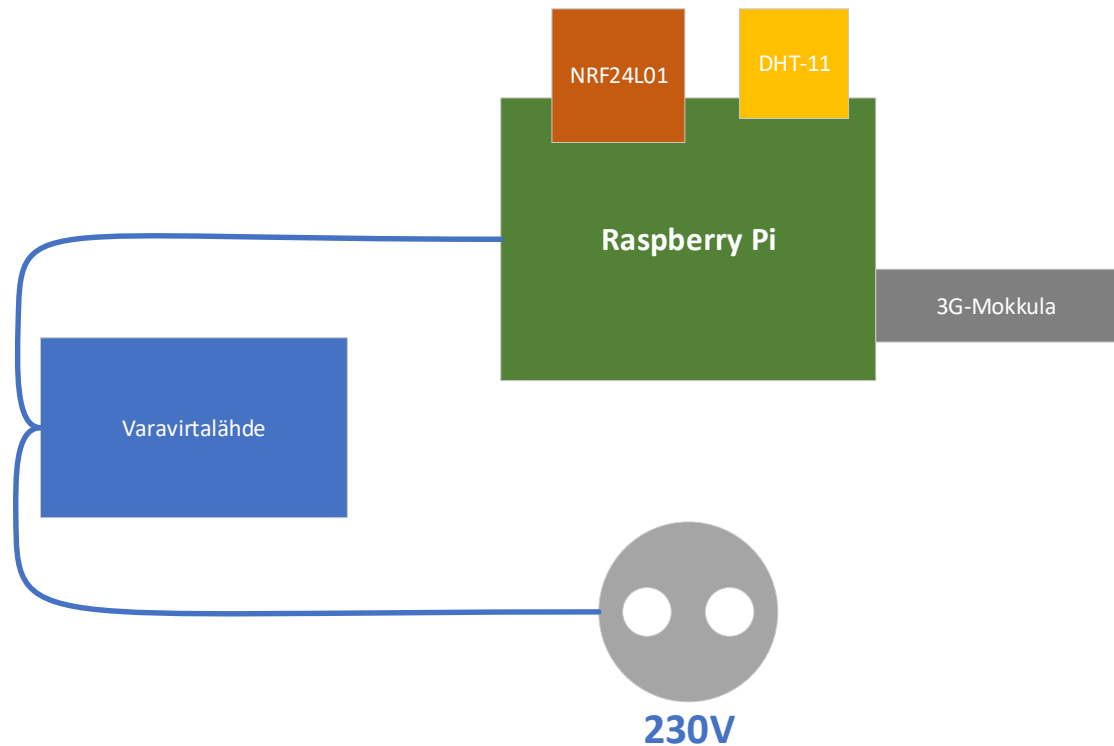 NRF24L01
DHT-11
Raspberry Pi
3G-Mokkula
Varavirtalähde
230V